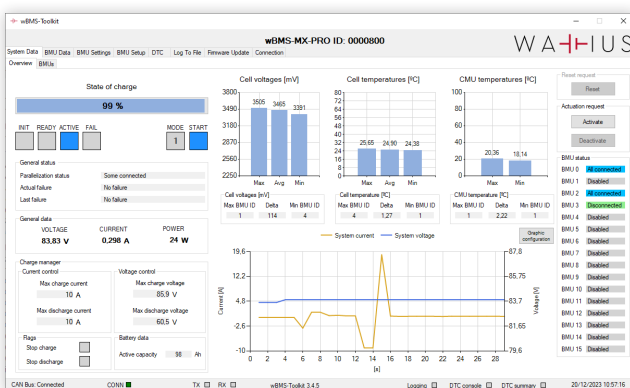 wBMS-Toolkit
wBMS-MX-PRO ID: 0000800
WATTIUS
System Data BMU Data BMU Settings BMU Setup DTC Log To File Firmware Update Connection
Overview BMUs
State of charge
99 %
INIT READY ACTIVE FAIL MODE START
1
General status
Parallelization status Some connected
Actual failure No failure
Last failure No failure
General data
VOLTAGE CURRENT POWER
83,83 V 0,298 A 24 W
Charge manager
Current control
Max charge current
10 A
Max discharge current
10 A
Voltage control
Max charge voltage
85,9 V
Max discharge voltage
60,5 V
Flags
Stop charge
Stop discharge
Battery data
Active capacity 98 Ah
Cell voltages [mV]
3800
3490
3180
2870
2560
2250
3505 3465 3391
Max Avg Min
Cell voltages [mV]
Max BMU ID Delta Min BMU ID
1 114 4
Cell temperatures [ºC]
80
72
64
56
48
40
32
24
16
8
0
25,65 24,90 24,38
Max Avg Min
Cell temperature [ºC]
Max BMU ID Delta Min BMU ID
4 1,27 1
CMU temperatures [ºC]
100
80
60
40
20
0
20,36 18,14
Max Min
CMU temperature [ºC]
Max BMU ID Delta Min BMU ID
1 2,22 1
System current System voltage
Graphic
configuration
Current [A]
19,6
12,2
4,8
-2,6
-10
87,8
85,75
83,7
81,65
79,6
Voltage [V]
0 2 4 6 8 10 12 14 16 18 20 22 24 26 28
[x]
Reset request
Reset
Actuation request
Activate
Deactivate
BMU status
BMU 0 All connected
BMU 1 Disabled
BMU 2 All connected
BMU 3 Disconnected
BMU 4 Disabled
BMU 5 Disabled
BMU 6 Disabled
BMU 7 Disabled
BMU 8 Disabled
BMU 9 Disabled
BMU 10 Disabled
BMU 11 Disabled
BMU 12 Disabled
BMU 13 Disabled
BMU 14 Disabled
BMU 15 Disabled
CAN Bus: Connected CONN TX RX wBMS-Toolkit 3.4.5 Logging DTC console DTC summary 20/12/2023 10:57:16